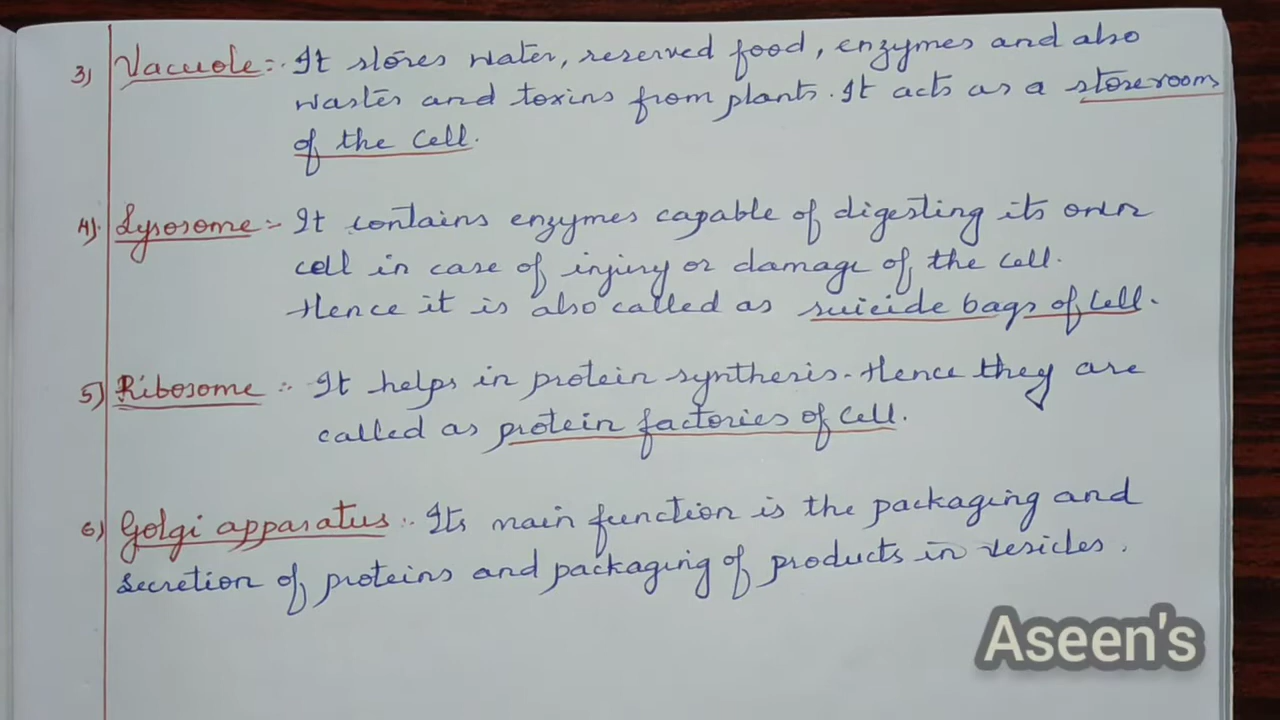 3) Vacuole:- It stores water, reserved food, enzymes and also
wastes and toxins from plants. It acts as a storeroom
of the cell.
4) Lysosome:- It contains enzymes capable of digesting its own
cell in case of injury or damage of the cell.
Hence it is also called as suicide bags of cell.
5) Ribosome:- It helps in protein synthesis. Hence they are
called as protein factories of cell.
6) Golgi apparatus:- Its main function is the packaging and
secretion of proteins and packaging of products in vesicles.
Aseen's